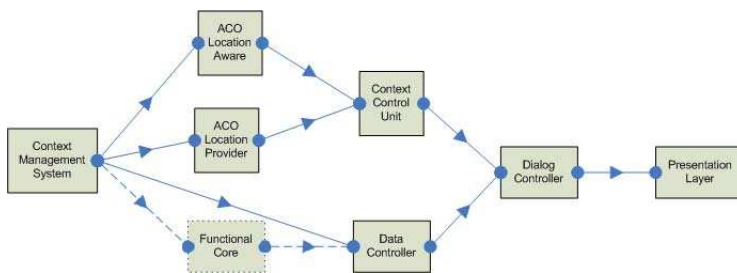 ACO
Location
Aware
ACO
Location
Provider
Context
Control
Unit
Context
Management
System
Dialog
Controller
Presentation
Layer
Functional
Core
Data
Controller